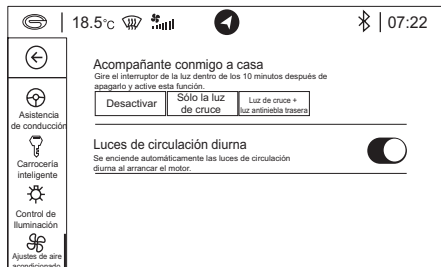 18.5°C
07:22
Acompañante conmigo a casa
Gire el interruptor de la luz dentro de los 10 minutos después de
apagarlo y active esta función.
Desactivar
Sólo la luz
de cruce
Luz de cruce +
luz antiniebla trasera
Asistencia
de conducción
Carrocería
inteligente
Control de
Iluminación
Ajustes de aire
acondicionado
Luces de circulación diurna
Se enciende automáticamente las luces de circulación
diurna al arrancar el motor.